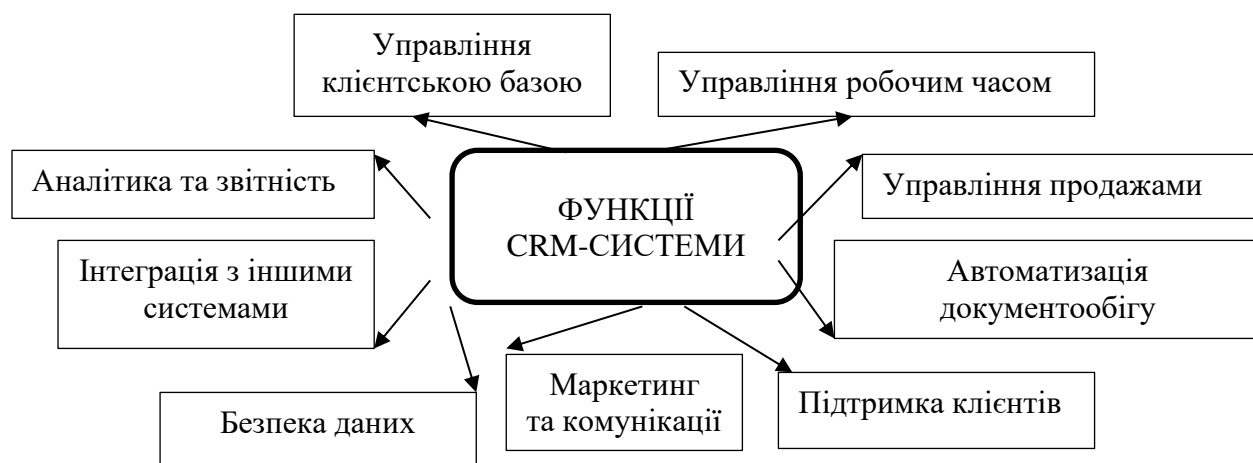 Управління
клієнтською базою
Управління робочим часом
Аналітика та звітність
ФУНКЦІЇ
CRM-СИСТЕМИ
Управління продажами
Інтеграція з іншими
системами
Автоматизація
документообігу
Безпека даних
Маркетинг
та комунікації
Підтримка клієнтів